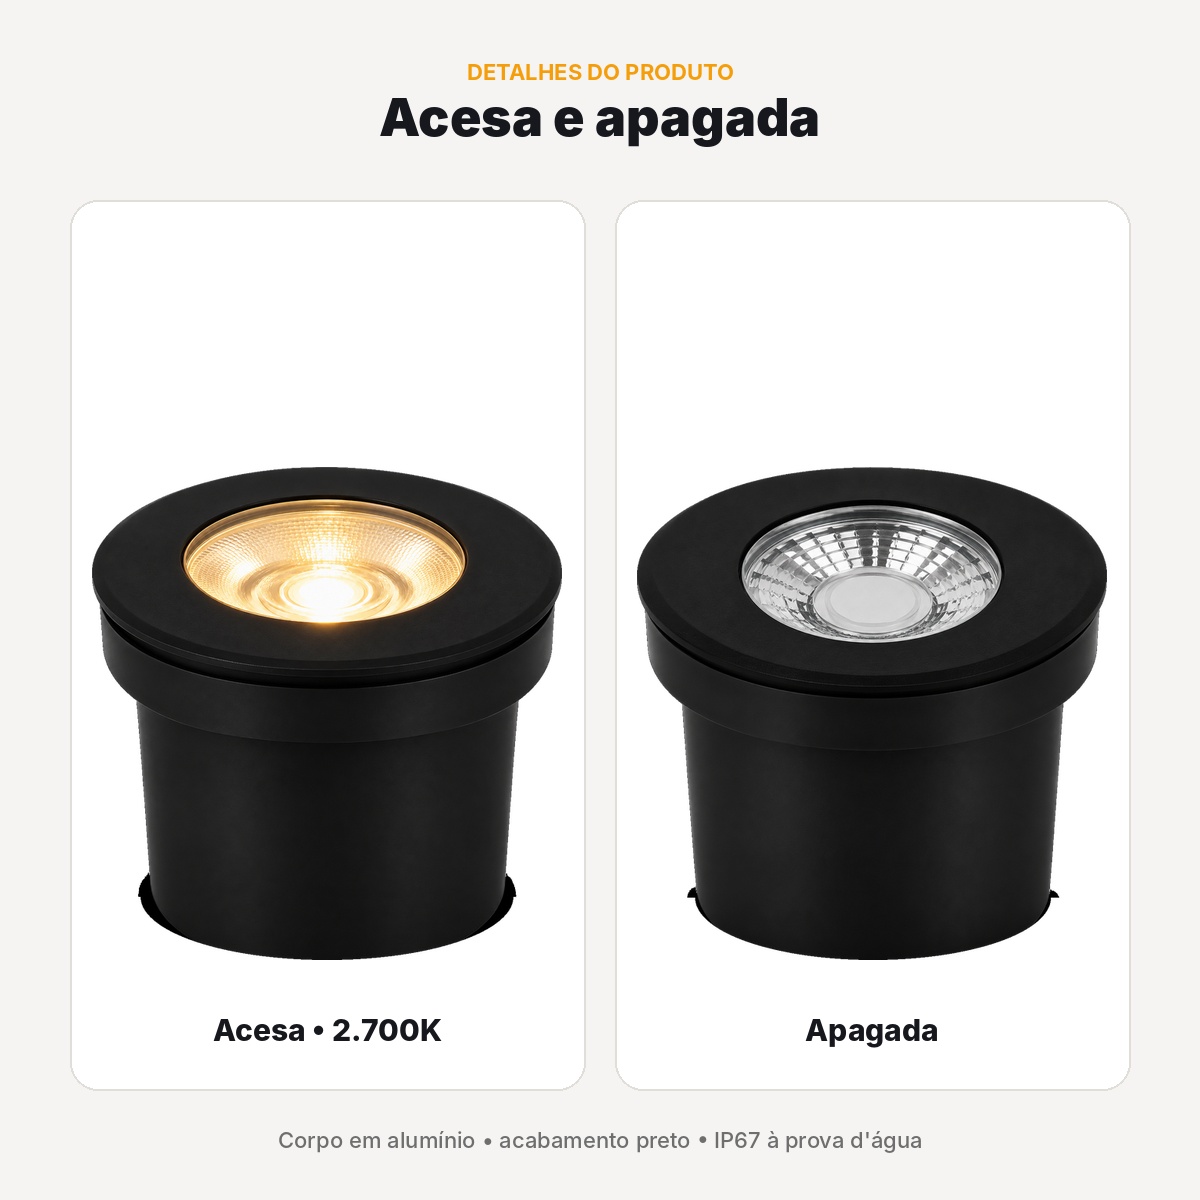 DETALHES DO PRODUTO
Acesa e apagada
Acesa • 2.700K
Apagada
Corpo em alumínio • acabamento preto • IP67 à prova d'água